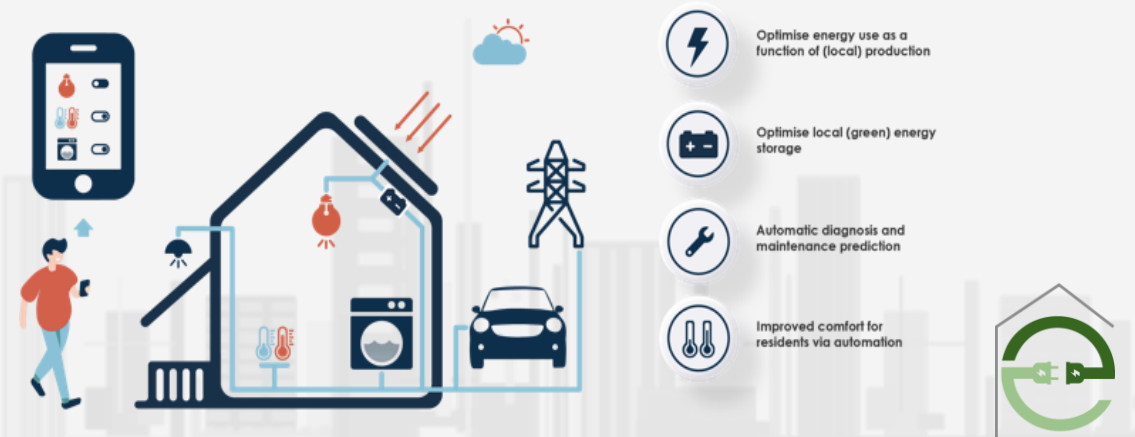 Optimise energy use as a
function of (local) production
Optimise local (green) energy
storage
Automatic diagnosis and
maintenance prediction
Improved comfort for
residents via automation